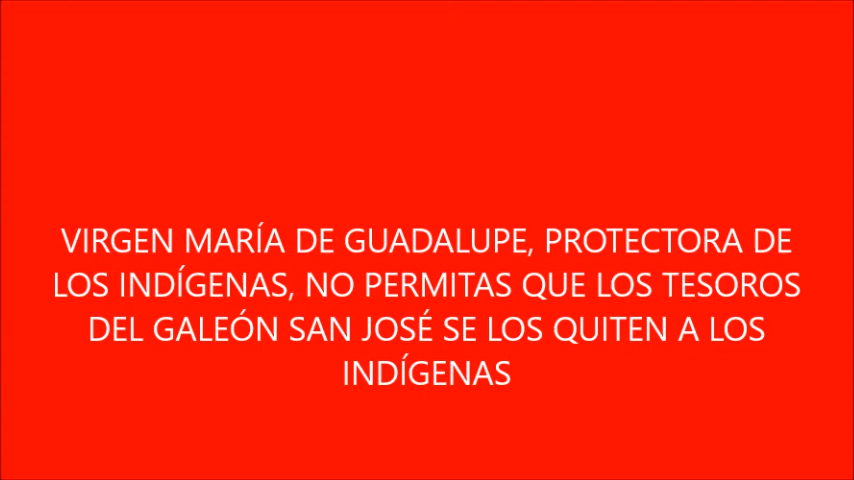 VIRGEN MARÍA DE GUADALUPE, PROTECTORA DE
LOS INDÍGENAS, NO PERMITAS QUE LOS TESOROS
DEL GALEÓN SAN JOSÉ SE LOS QUITEN A LOS
INDÍGENAS